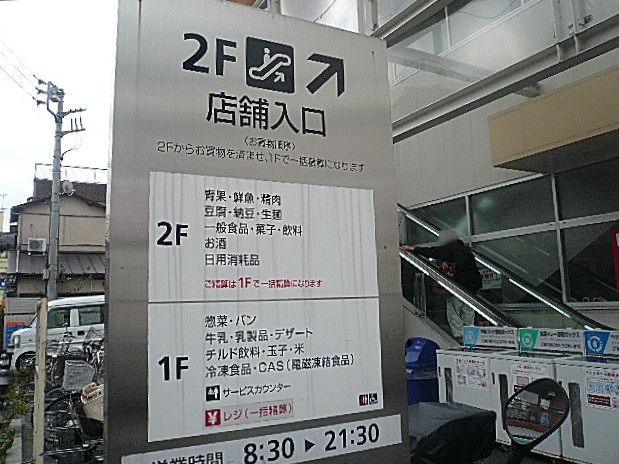 2F
店舗入口
〈お買物順序〉
2Fからお買物を済ませ、1Fで一括精算になります
2F
青果・鮮魚・精肉
豆腐・納豆・生麺
一般食品・菓子・飲料
お酒
日用消耗品
ご精算は1Fで一括精算になります
1F
惣菜・パン
牛乳・乳製品・デザート
チルド飲料・玉子・米
冷凍食品・CAS(電磁凍結食品)
サービスカウンター
¥ レジ(一括精算)
営業時間 8:30 ▶ 21:30